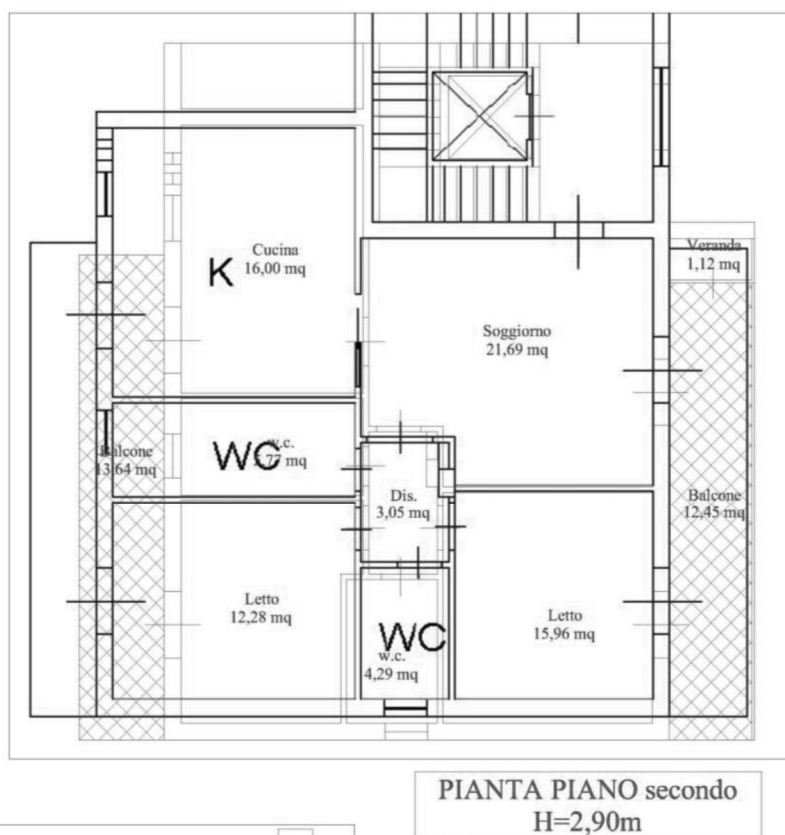 Cucina
16,00 mq
K
Veranda
1,12 mq
Soggiorno
21,69 mq
w.c.
WC
Balcone
13,64 mq
Dis.
3,05 mq
Balcone
12,45 mq
Letto
12,28 mq
Letto
15,96 mq
WC
w.c.
4,29 mq
PIANTA PIANO secondo
H=2,90m